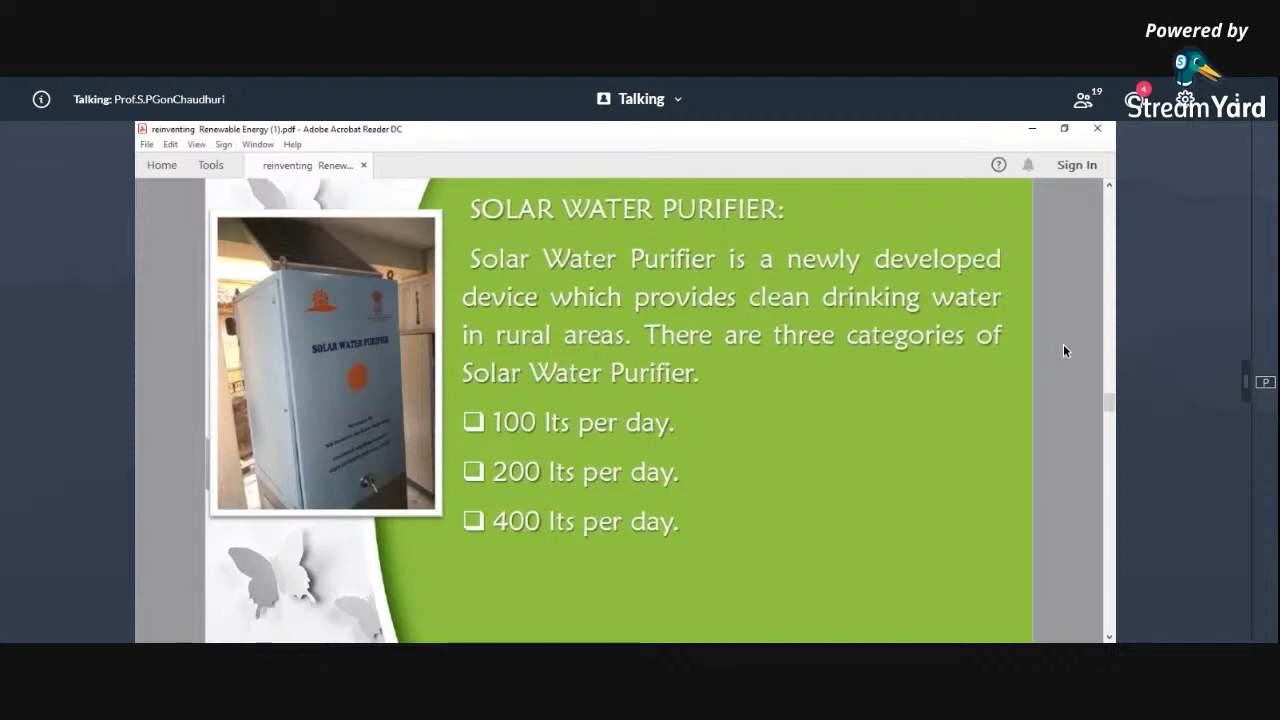 Powered by
StreamYard
Talking: Prof.S.PGonChaudhuri
Talking
19
4
reinventing Renewable Energy (1).pdf - Adobe Acrobat Reader DC
File Edit View Sign Window Help
Home Tools reinventing Renew... × Sign In
SOLAR WATER PURIFIER:
Solar Water Purifier is a newly developed
device which provides clean drinking water
in rural areas. There are three categories of
Solar Water Purifier.
❑ 100 lts per day.
❑ 200 lts per day.
❑ 400 lts per day.
SOLAR WATER PURIFIER
P